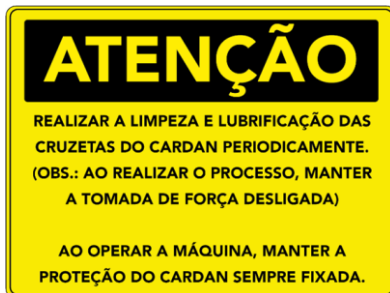 ATENÇÃO
REALIZAR A LIMPEZA E LUBRIFICAÇÃO DAS
CRUZETAS DO CARDAN PERIODICAMENTE.
(OBS.: AO REALIZAR O PROCESSO, MANTER
A TOMADA DE FORÇA DESLIGADA)
AO OPERAR A MÁQUINA, MANTER A
PROTEÇÃO DO CARDAN SEMPRE FIXADA.